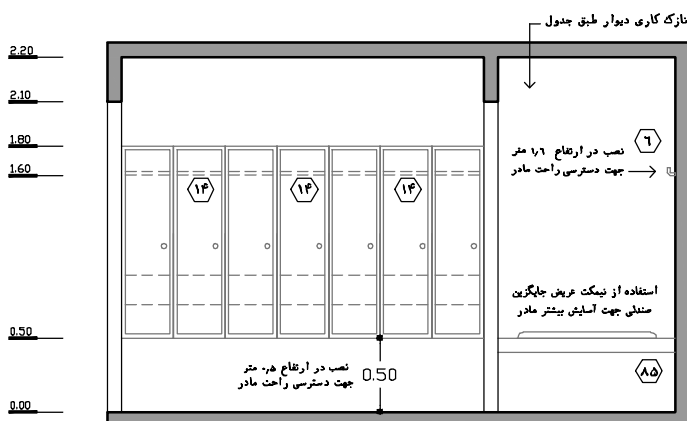 نازک کاری دیوار طبق جدول
2.20
2.10
1.80
1.60
0.50
0.00
۱۴
۱۴
۱۴
۶
نصب در ارتفاع ۱٫۶ متر
جهت دسترسی راحت مادر
استفاده از نیمکت عریض جایگزین
صندلی جهت آسایش بیشتر مادر
۸۵
نصب در ارتفاع ۰٫۵ متر
جهت دسترسی راحت مادر
0.50